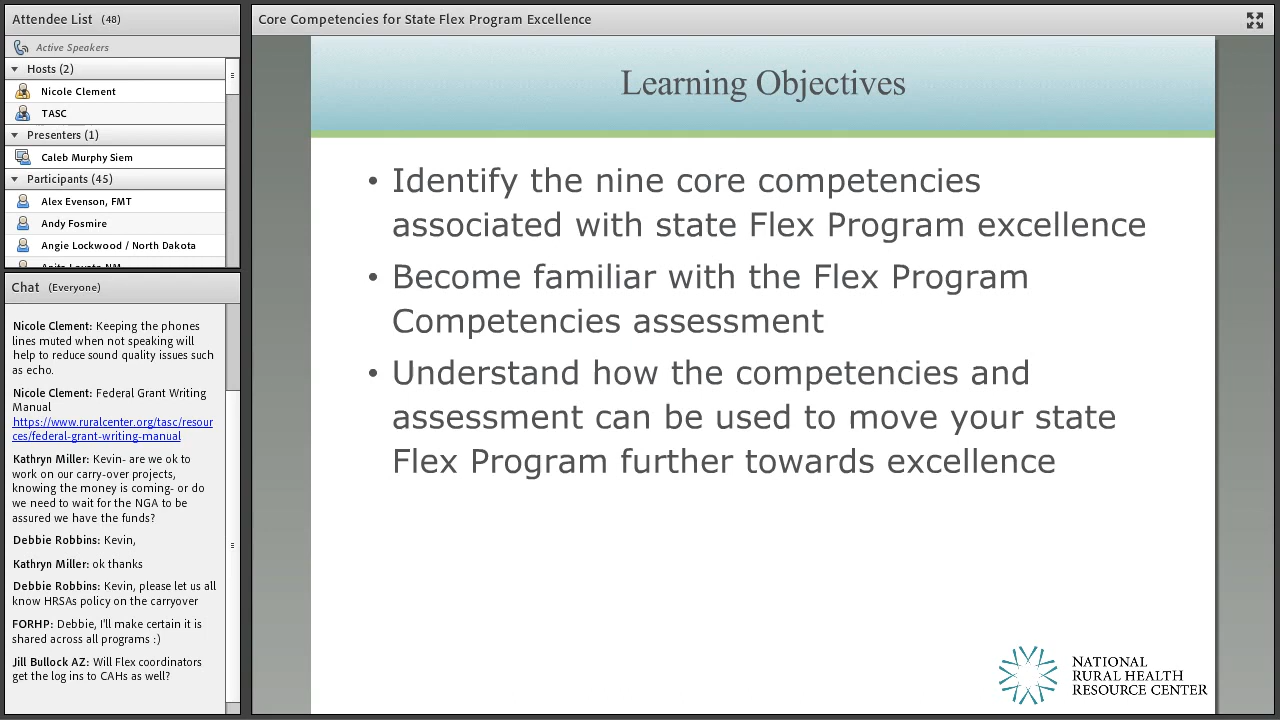 Attendee List (48)
Active Speakers
Hosts (2)
Nicole Clement
TASC
Presenters (1)
Caleb Murphy Siem
Participants (45)
Alex Evenson, FMT
Andy Fosmire
Angie Lockwood / North Dakota
Chat (Everyone)
Nicole Clement: Keeping the phones
lines muted when not speaking will
help to reduce sound quality issues such
as echo.
Nicole Clement: Federal Grant Writing
Manual
https://www.ruralcenter.org/tasc/resour
ces/federal-grant-writing-manual
Kathryn Miller: Kevin- are we ok to
work on our carry-over projects,
knowing the money is coming- or do
we need to wait for the NGA to be
assured we have the funds?
Debbie Robbins: Kevin,
Kathryn Miller: ok thanks
Debbie Robbins: Kevin, please let us all
know HRSAs policy on the carryover
FORHP: Debbie, I'll make certain it is
shared across all programs :)
Jill Bullock AZ: Will Flex coordinators
get the log ins to CAHs as well?
Core Competencies for State Flex Program Excellence
Learning Objectives
• Identify the nine core competencies
associated with state Flex Program excellence
• Become familiar with the Flex Program
Competencies assessment
• Understand how the competencies and
assessment can be used to move your state
Flex Program further towards excellence
NATIONAL
RURAL HEALTH
RESOURCE CENTER